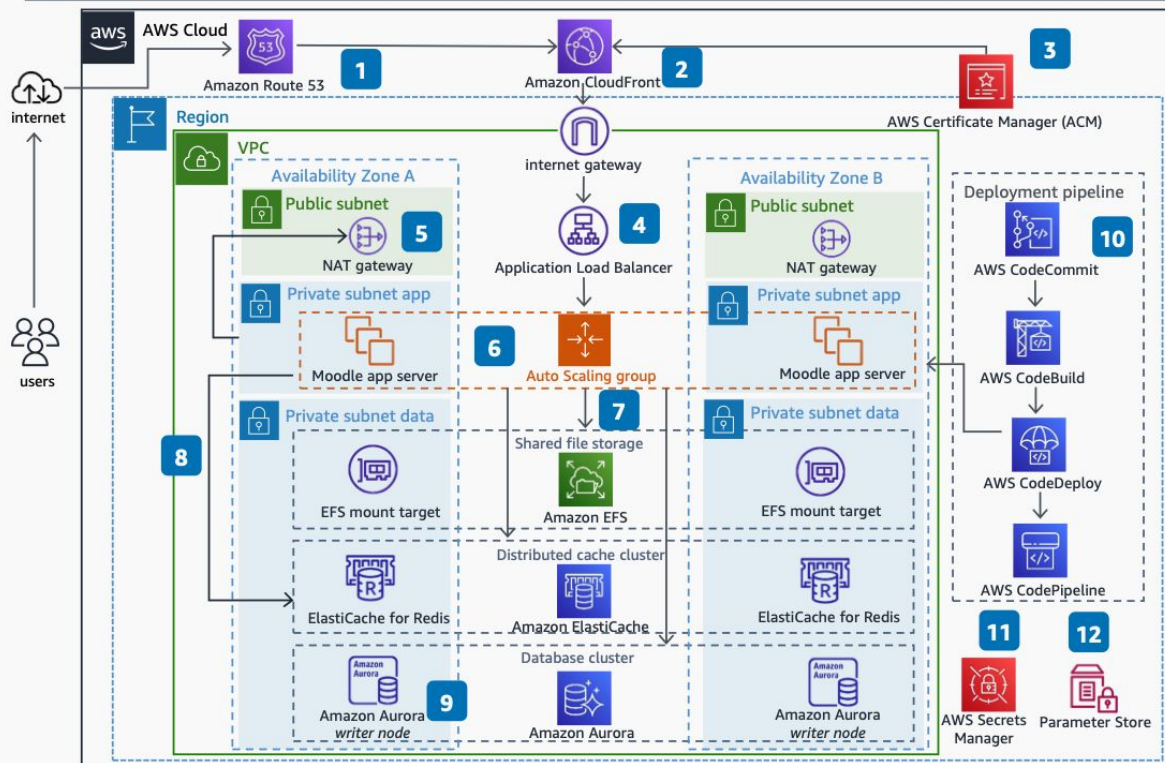 aws
AWS Cloud
53
Amazon Route 53
1
Amazon CloudFront
2
3
AWS Certificate Manager (ACM)
internet
users
Region
VPC
internet gateway
Availability Zone A
Public subnet
NAT gateway
5
4
Application Load Balancer
Availability Zone B
Public subnet
NAT gateway
Private subnet app
Moodle app server
6
Auto Scaling group
Private subnet app
Moodle app server
7
8
Private subnet data
Shared file storage
EFS mount target
Amazon EFS
Private subnet data
EFS mount target
Distributed cache cluster
R
ElastiCache for Redis
Amazon ElastiCache
R
ElastiCache for Redis
Database cluster
Amazon
Aurora
Amazon Aurora
writer node
9
Amazon Aurora
Amazon
Aurora
Amazon Aurora
writer node
Deployment pipeline
10
AWS CodeCommit
AWS CodeBuild
AWS CodeDeploy
AWS CodePipeline
11
AWS Secrets
Manager
12
Parameter Store